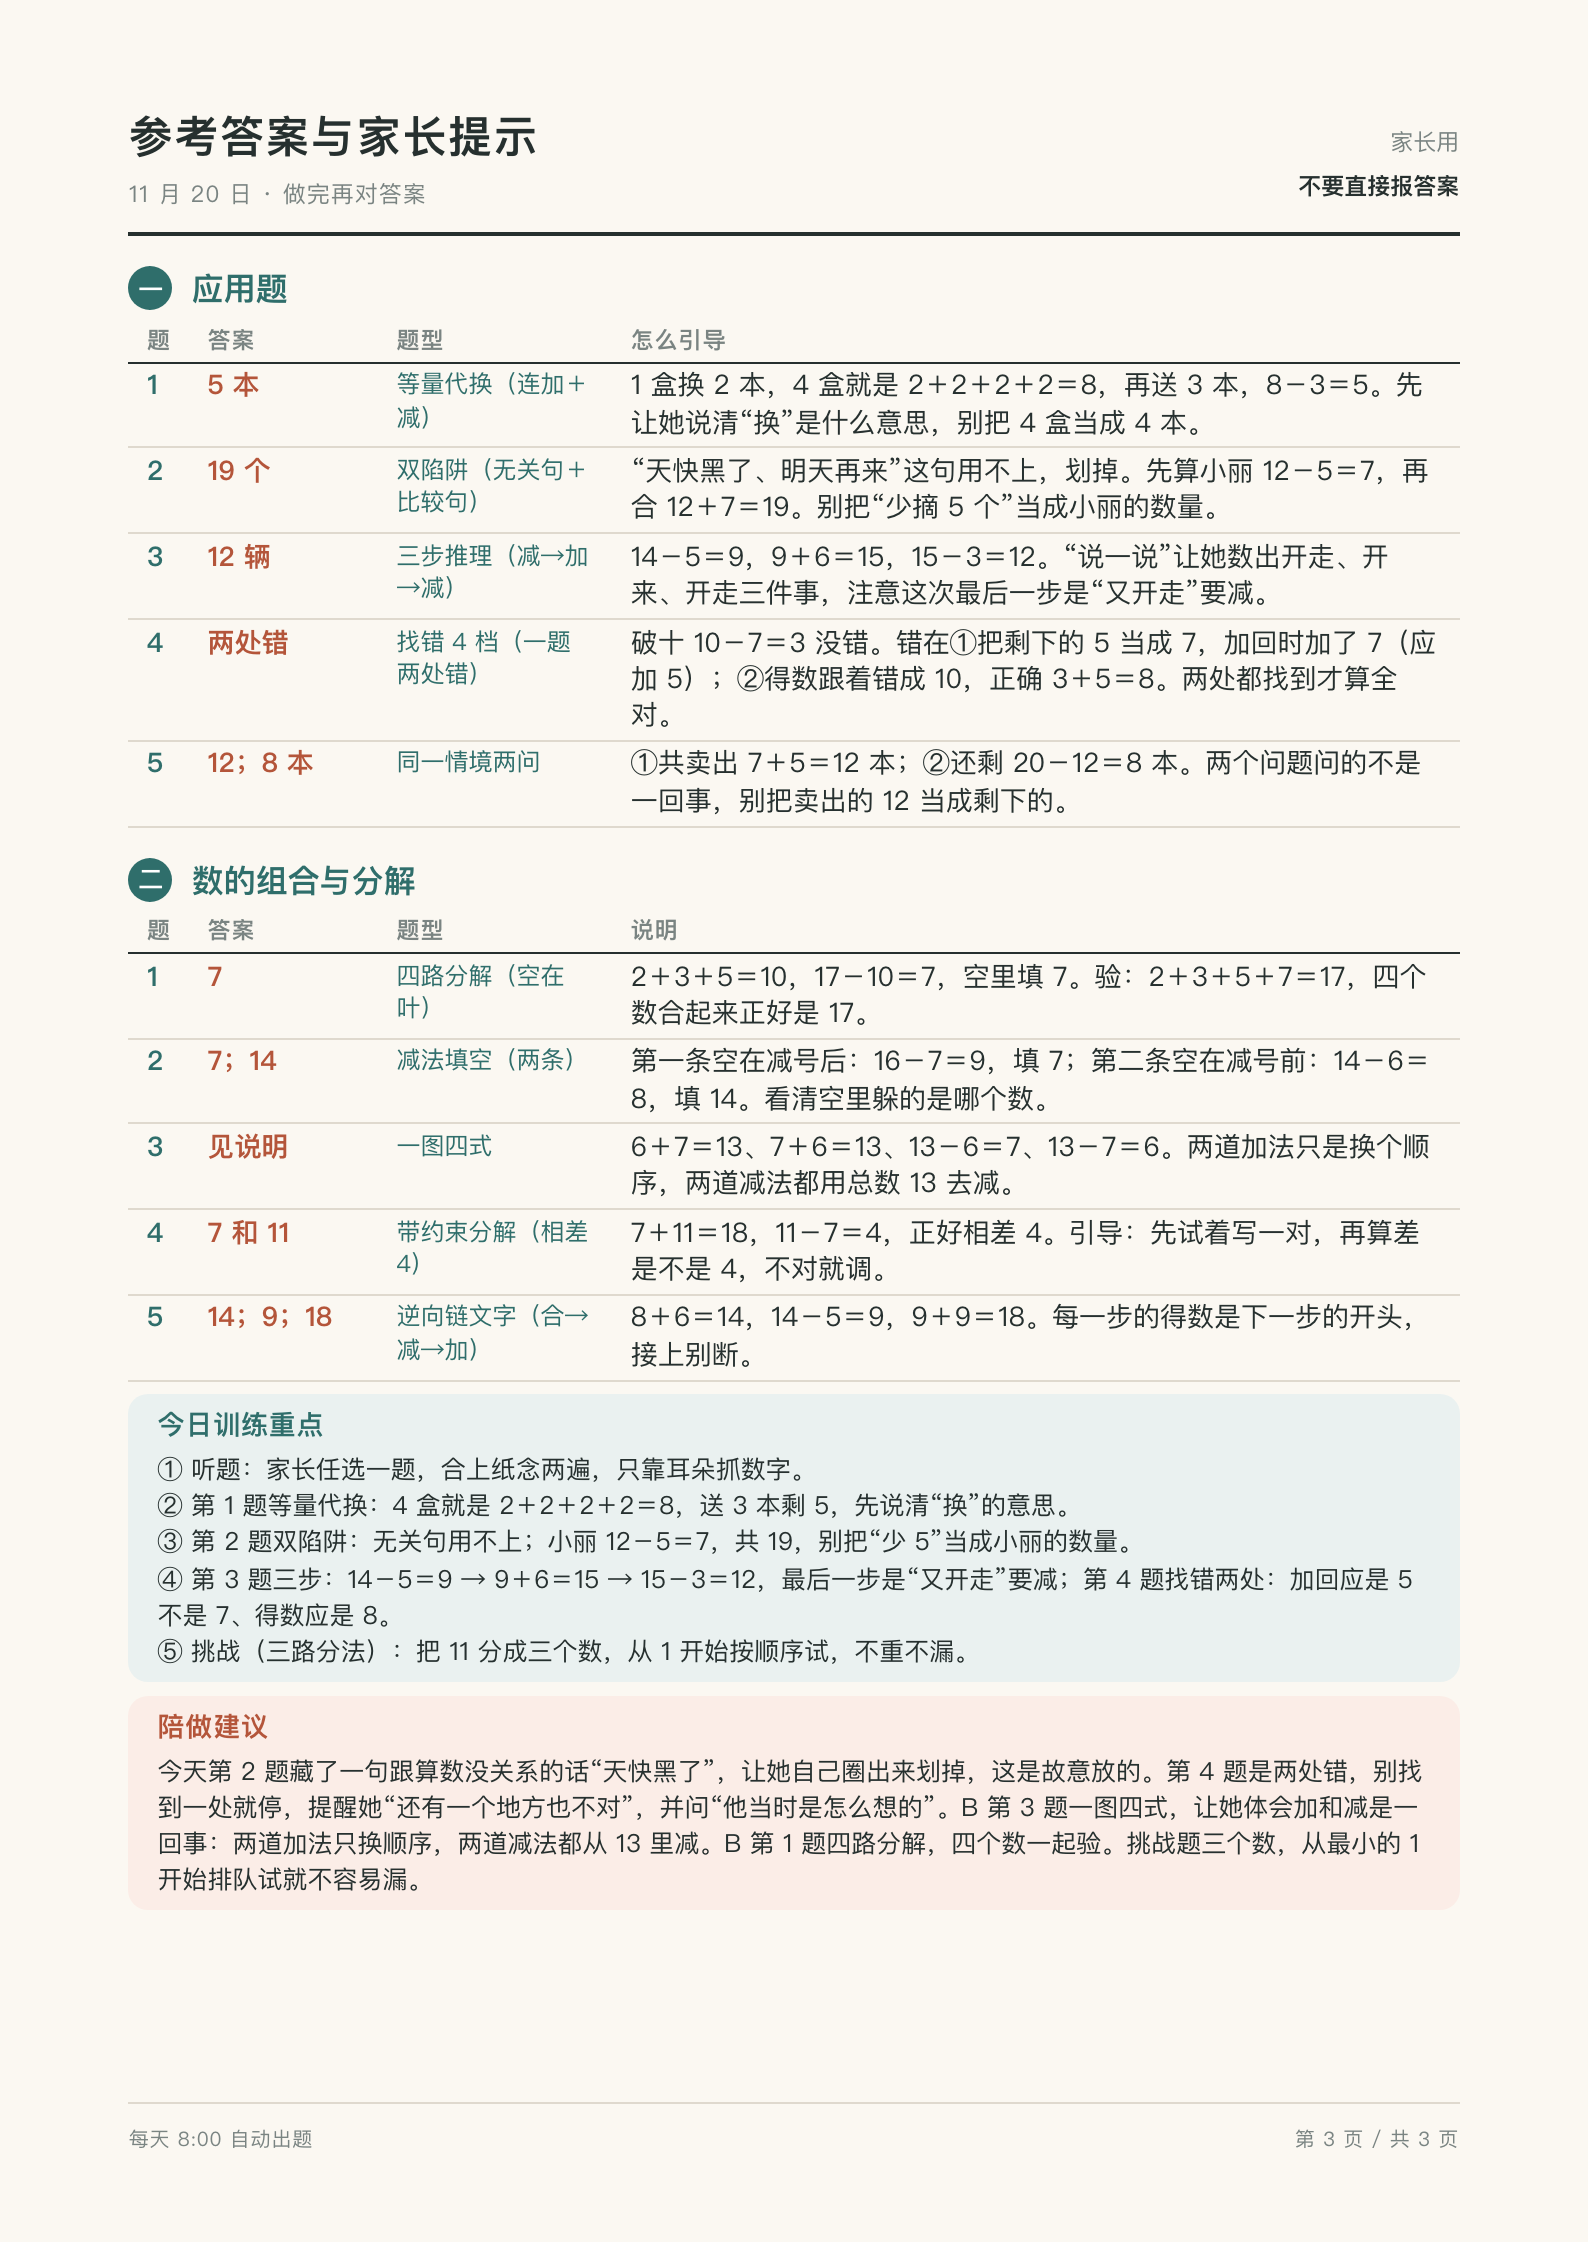 参考答案与家长提示
家长用
11 月 20 日 · 做完再对答案
不要直接报答案
一 应用题
题 答案 题型 怎么引导
1 5 本 等量代换（连加＋ 1 盒换 2 本，4 盒就是 2＋2＋2＋2＝8，再送 3 本，8－3＝5。先
减） 让她说清“换”是什么意思，别把 4 盒当成 4 本。
2 19 个 双陷阱（无关句＋ “天快黑了、明天再来”这句用不上，划掉。先算小丽 12－5＝7，再
比较句） 合 12＋7＝19。别把“少摘 5 个”当成小丽的数量。
3 12 辆 三步推理（减→加 14－5＝9，9＋6＝15，15－3＝12。“说一说”让她数出开走、开
→减） 来、开走三件事，注意这次最后一步是“又开走”要减。
4 两处错 找错 4 档（一题 破十 10－7＝3 没错。错在①把剩下的 5 当成 7，加回时加了 7（应
两处错） 加 5）；②得数跟着错成 10，正确 3＋5＝8。两处都找到才算全
对。
5 12；8 本 同一情境两问 ①共卖出 7＋5＝12 本；②还剩 20－12＝8 本。两个问题问的不是
一回事，别把卖出的 12 当成剩下的。
二 数的组合与分解
题 答案 题型 说明
1 7 四路分解（空在 2＋3＋5＝10，17－10＝7，空里填 7。验：2＋3＋5＋7＝17，四个
叶） 数合起来正好是 17。
2 7；14 减法填空（两条） 第一条空在减号后：16－7＝9，填 7；第二条空在减号前：14－6＝
8，填 14。看清空里躲的是哪个数。
3 见说明 一图四式 6＋7＝13、7＋6＝13、13－6＝7、13－7＝6。两道加法只是换个顺
序，两道减法都用总数 13 去减。
4 7 和 11 带约束分解（相差 7＋11＝18，11－7＝4，正好相差 4。引导：先试着写一对，再算差
4） 是不是 4，不对就调。
5 14；9；18 逆向链文字（合→ 8＋6＝14，14－5＝9，9＋9＝18。每一步的得数是下一步的开头，
减→加） 接上别断。
今日训练重点
① 听题：家长任选一题，合上纸念两遍，只靠耳朵抓数字。
② 第 1 题等量代换：4 盒就是 2＋2＋2＋2＝8，送 3 本剩 5，先说清“换”的意思。
③ 第 2 题双陷阱：无关句用不上；小丽 12－5＝7，共 19，别把“少 5”当成小丽的数量。
④ 第 3 题三步：14－5＝9 → 9＋6＝15 → 15－3＝12，最后一步是“又开走”要减；第 4 题找错两处：加回应是 5
不是 7、得数应是 8。
⑤ 挑战（三路分法）：把 11 分成三个数，从 1 开始按顺序试，不重不漏。
陪做建议
今天第 2 题藏了一句跟算数没关系的话“天快黑了”，让她自己圈出来划掉，这是故意放的。第 4 题是两处错，别找
到一处就停，提醒她“还有一个地方也不对”，并问“他当时是怎么想的”。B 第 3 题一图四式，让她体会加和减是一
回事：两道加法只换顺序，两道减法都从 13 里减。B 第 1 题四路分解，四个数一起验。挑战题三个数，从最小的 1
开始排队试就不容易漏。
每天 8:00 自动出题
第 3 页 / 共 3 页